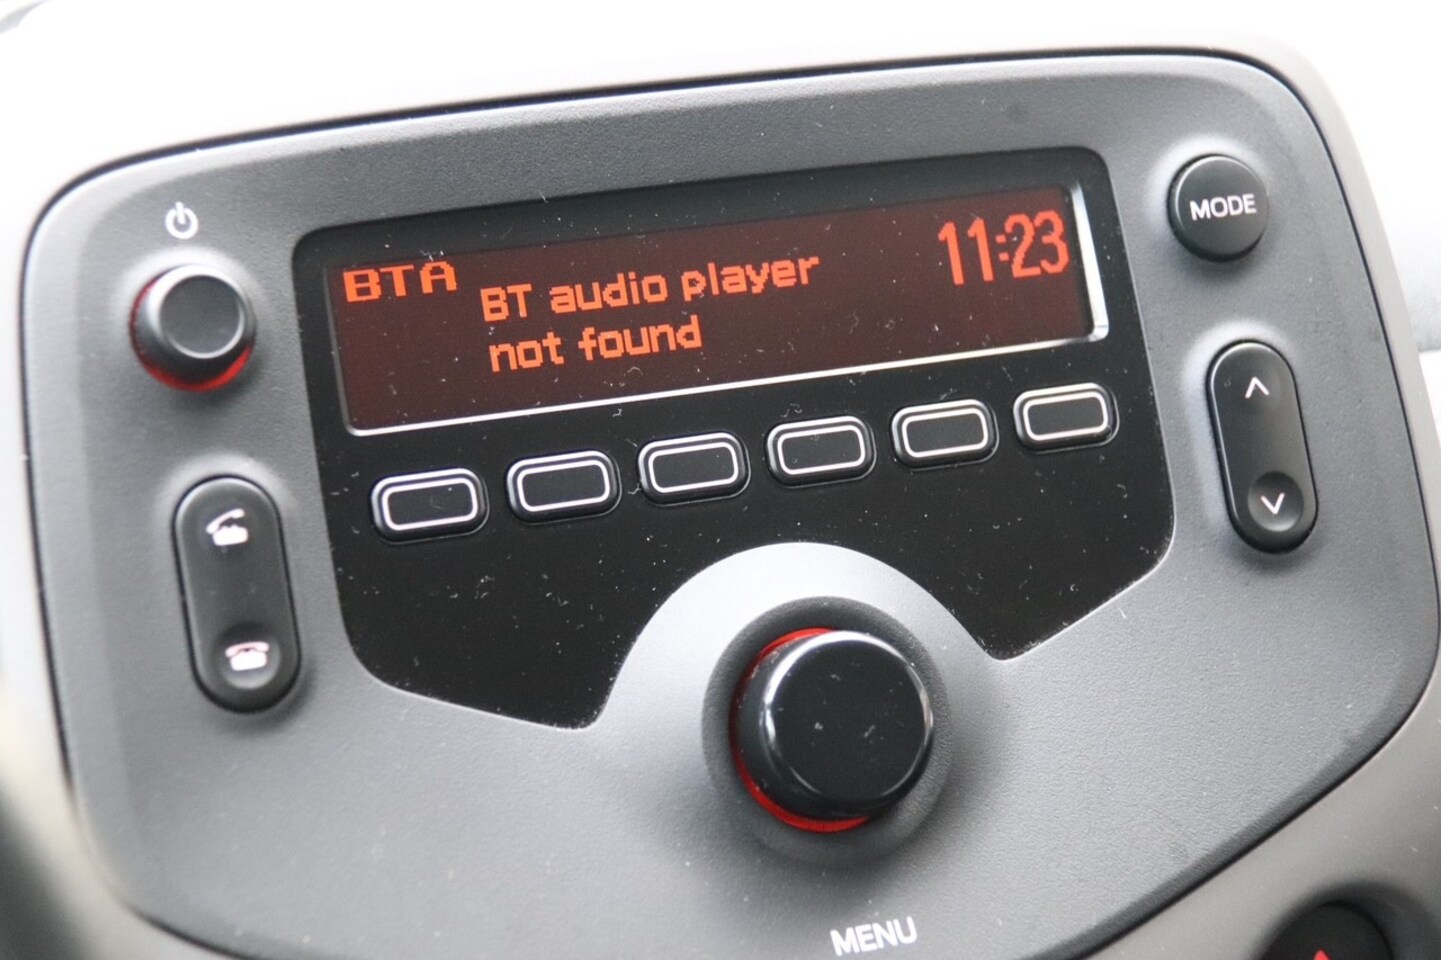 MODE
BTA
BT audio player
11:23
not found
MENU